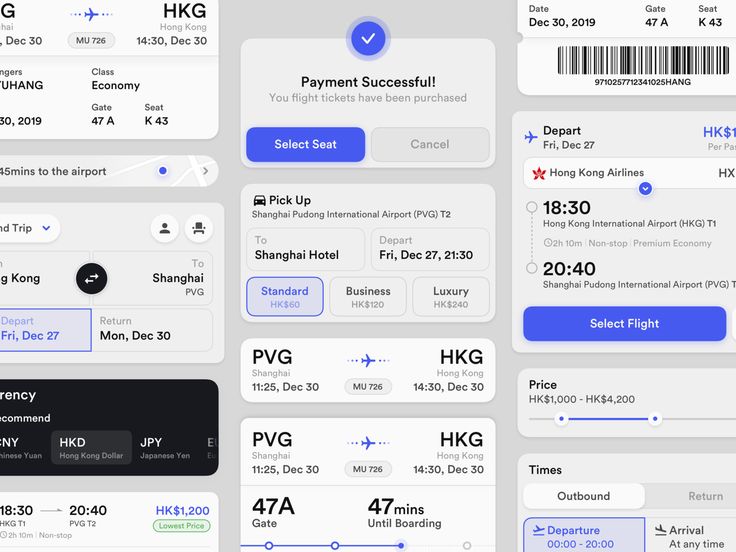 HKG
Hong Kong
Dec 30
MU 726
14:30, Dec 30
Class
Economy
Gate
Seat
30, 2019
47 A
K 43
45mins to the airport
Trip
To
Kong
Shanghai
PVG
Depart
Return
Fri, Dec 27
Mon, Dec 30
Recommend
HKD
JPY
Hong Kong Dollar
Japanese Yen
18:30
20:40
HK$1,200
HKG T1
PVG T2
Lowest Price
2h 10m
Non-stop
Payment Successful!
You flight tickets have been purchased
Select Seat
Cancel
Pick Up
Shanghai Pudong International Airport (PVG) T2
To
Depart
Shanghai Hotel
Fri, Dec 27, 21:30
Standard
Business
Luxury
HK$60
HK$120
HK$240
PVG
HKG
Shanghai
Hong Kong
11:25, Dec 30
MU 726
14:30, Dec 30
PVG
HKG
Shanghai
Hong Kong
11:25, Dec 30
MU 726
14:30, Dec 30
47A
47mins
Gate
Until Boarding
Date
Gate
Seat
Dec 30, 2019
47 A
K 43
9710257712341025HANG
Depart
HK$1
Fri, Dec 27
Per Pas
Hong Kong Airlines
HX
18:30
Hong Kong International Airport (HKG) T1
2h 10m | Non-stop | Premium Economy
20:40
Shanghai Pudong International Airport (PVG) T
Select Flight
Price
HK$1,000 - HK$4,200
Times
Outbound
Return
Departure
Arrival
00:00 - 20:00
At any time